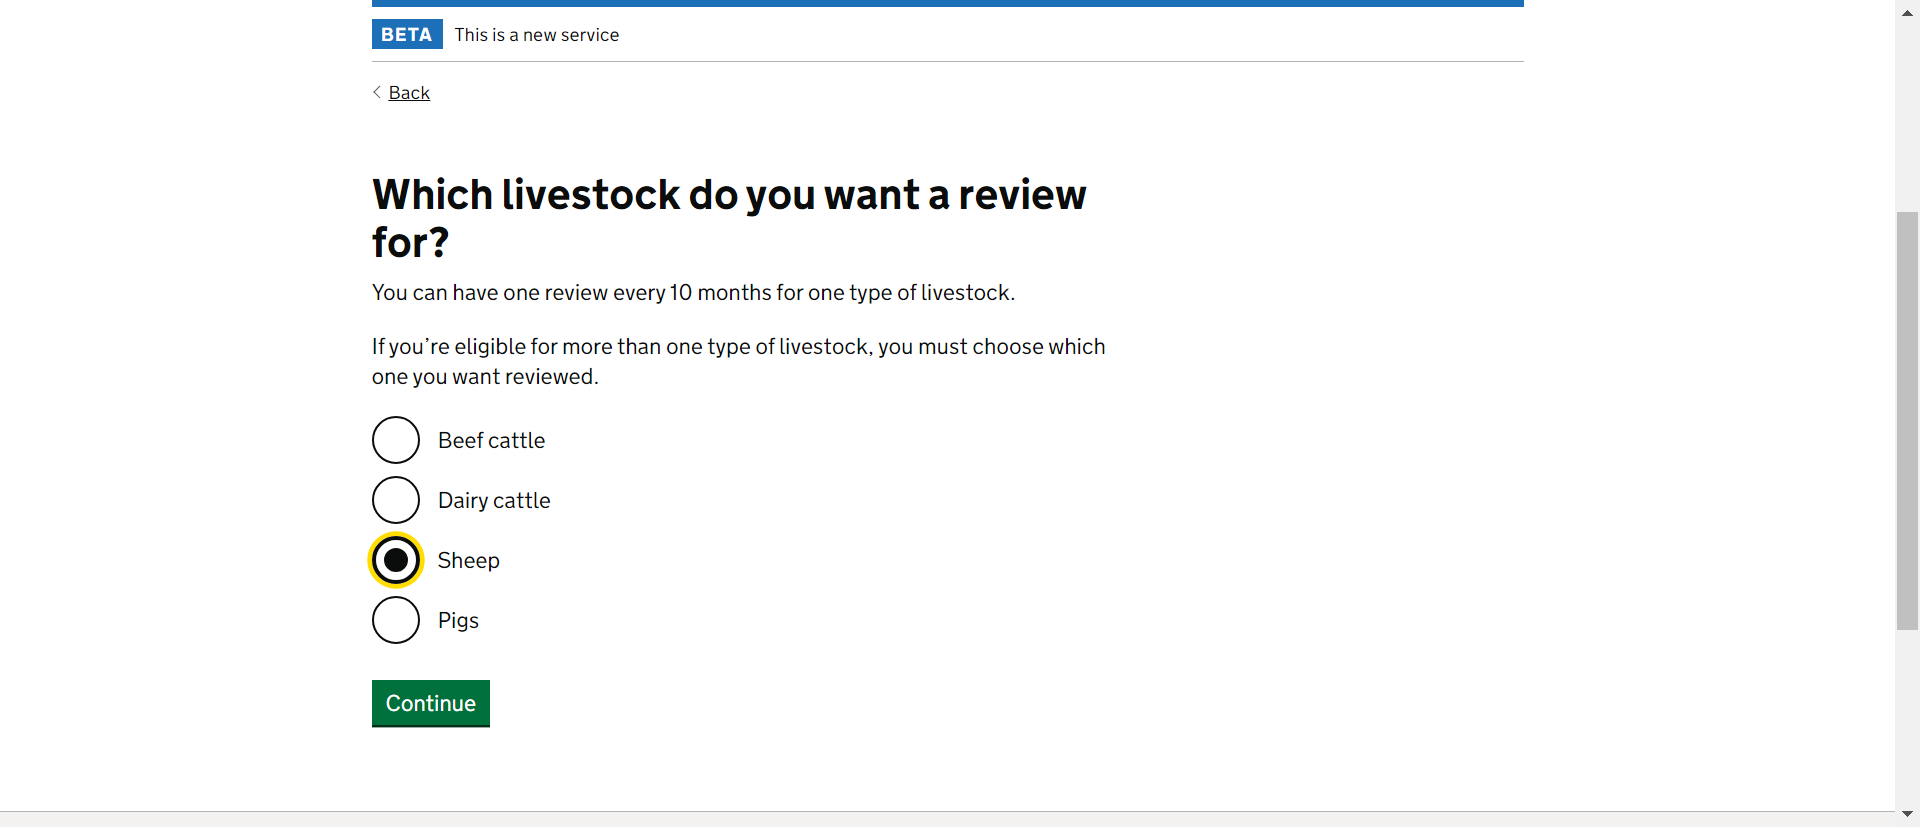 BETA This is a new service
Back
Which livestock do you want a review
for?
You can have one review every 10 months for one type of livestock.
If you’re eligible for more than one type of livestock, you must choose which
one you want reviewed.
Beef cattle
Dairy cattle
Sheep
Pigs
Continue